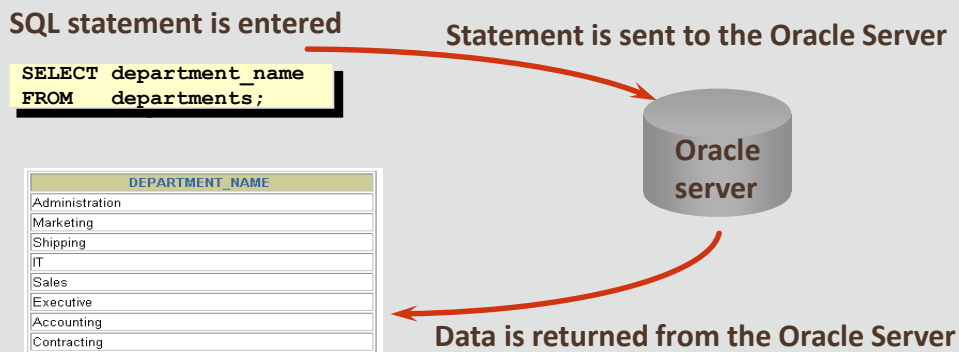 SQL statement is entered
Statement is sent to the Oracle Server
SELECT department_name
FROM departments;
Oracle
server
DEPARTMENT_NAME
Administration
Marketing
Shipping
IT
Sales
Executive
Accounting
Contracting
Data is returned from the Oracle Server